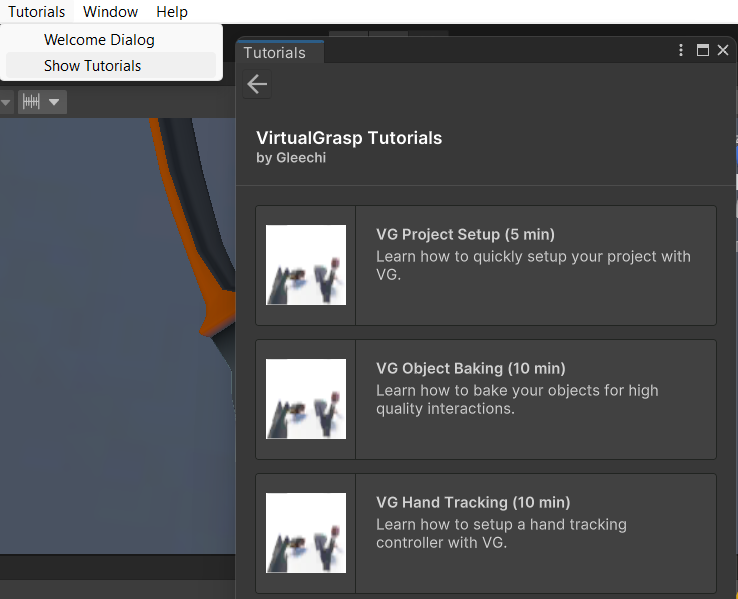 Tutorials Window Help
Welcome Dialog
Show Tutorials
Tutorials
VirtualGrasp Tutorials
by Gleechi
VG Project Setup (5 min)
Learn how to quickly setup your project with
VG.
VG Object Baking (10 min)
Learn how to bake your objects for high
quality interactions.
VG Hand Tracking (10 min)
Learn how to setup a hand tracking
controller with VG.